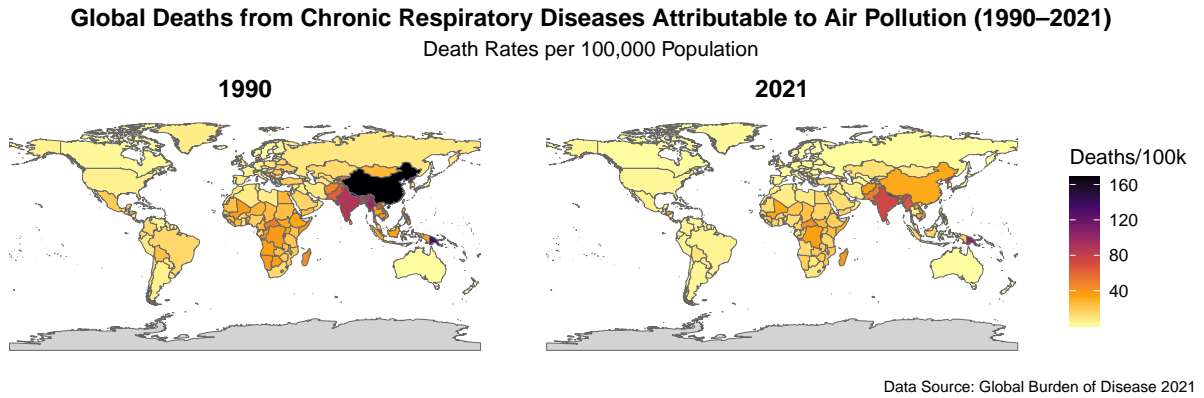 Global Deaths from Chronic Respiratory Diseases Attributable to Air Pollution (1990–2021)
Death Rates per 100,000 Population
1990
2021
Deaths/100k
160
120
80
40
Data Source: Global Burden of Disease 2021